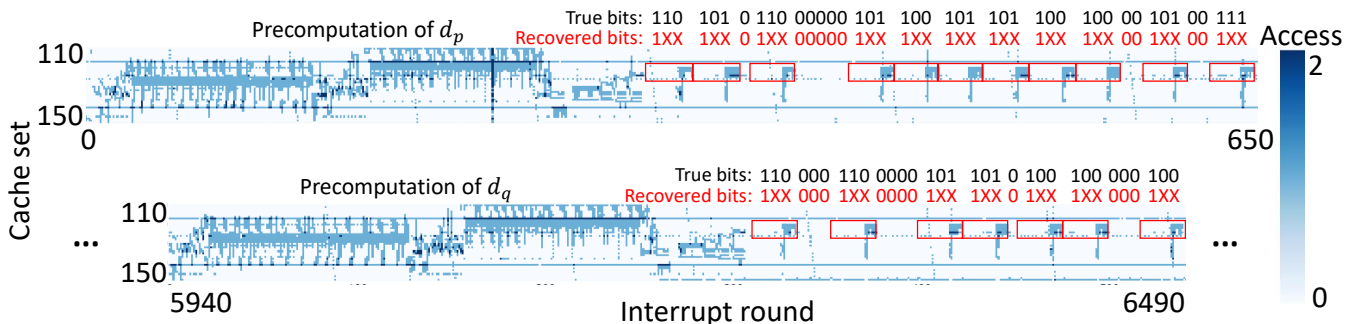 True bits: 110 101 0 110 00000 101 100 101 101 100 100 00 101 00 111
Precomputation of d_p Recovered bits: 1XX 1XX 0 1XX 00000 1XX 1XX 1XX 1XX 1XX 1XX 00 1XX 00 1XX Access
110
150
0 650
2
0
Cache set
True bits: 110 000 110 0000 101 101 0 100 100 000 100
Precomputation of d_q Recovered bits: 1XX 000 1XX 0000 1XX 1XX 0 1XX 1XX 000 1XX
110
... ...
150
5940 Interrupt round 6490